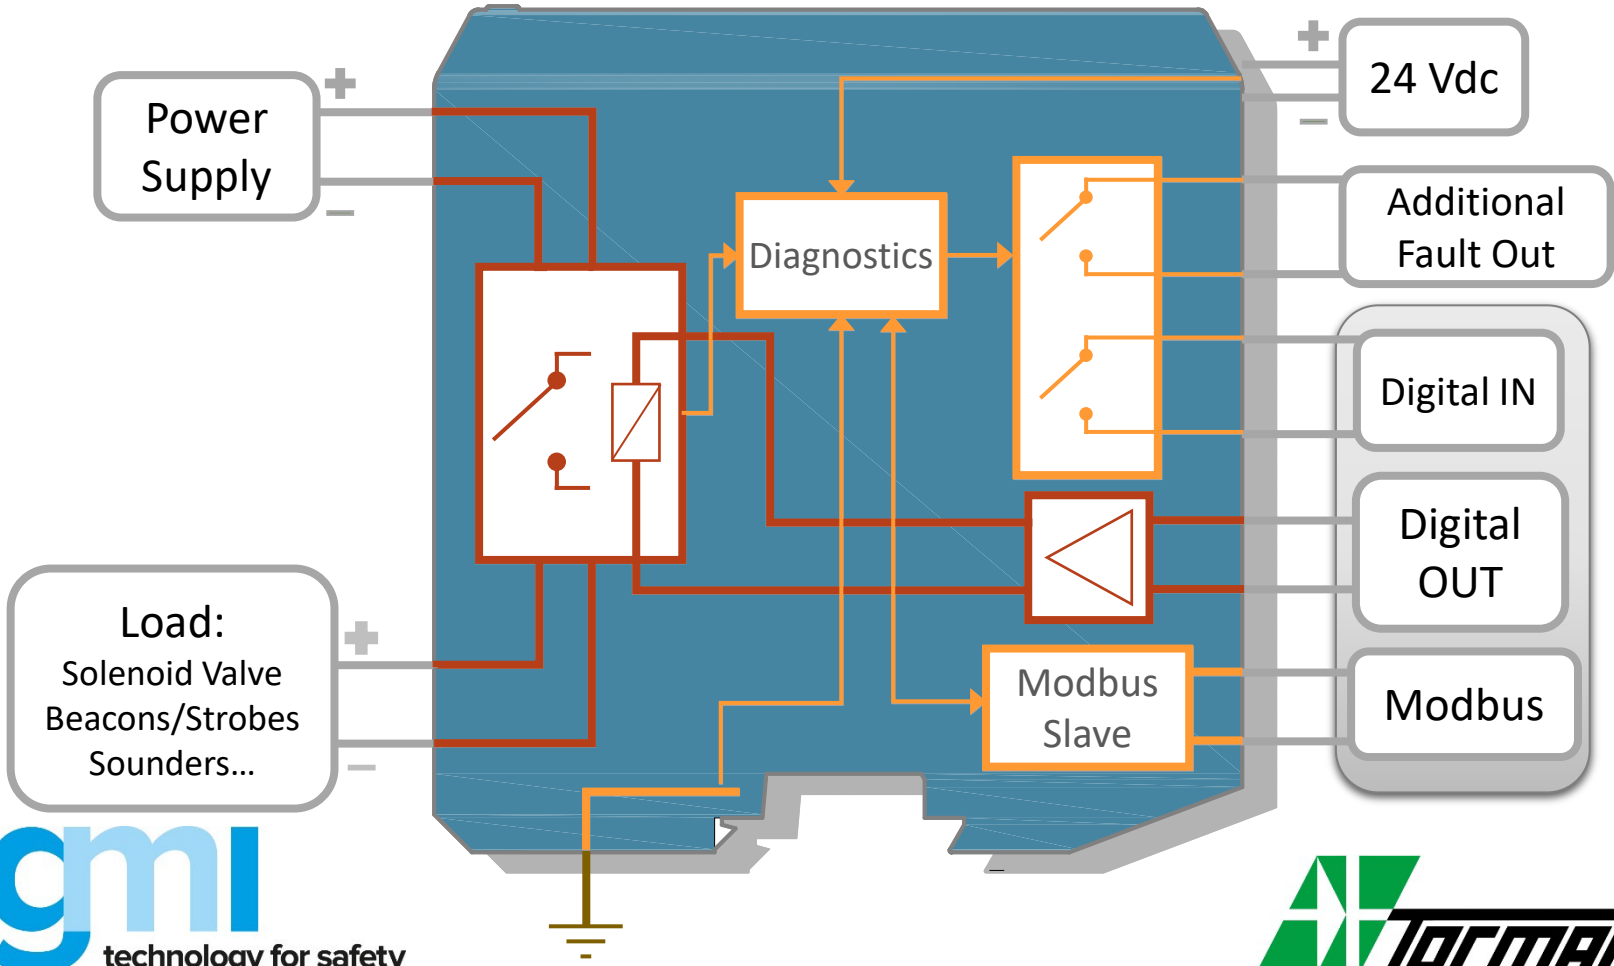 Power
Supply
+
−
24 Vdc
+
−
Additional
Fault Out
Diagnostics
Digital IN
Digital
OUT
Load:
Solenoid Valve
Beacons/Strobes
Sounders...
+
−
Modbus
Slave
Modbus
gmi
technology for safety